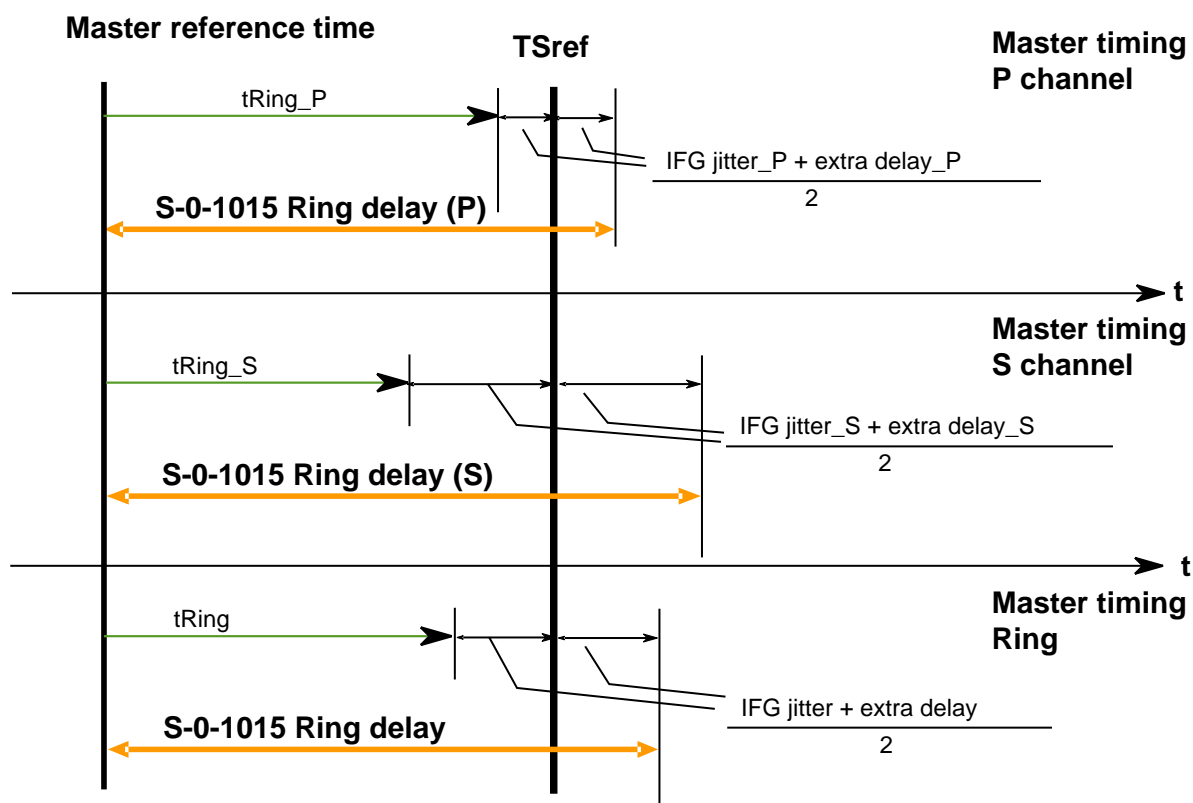 Master reference time
TSref
Master timing
P channel
tRing_P
IFG jitter_P + extra delay_P
2
S-0-1015 Ring delay (P)
t
Master timing
S channel
tRing_S
IFG jitter_S + extra delay_S
2
S-0-1015 Ring delay (S)
t
Master timing
Ring
tRing
IFG jitter + extra delay
2
S-0-1015 Ring delay